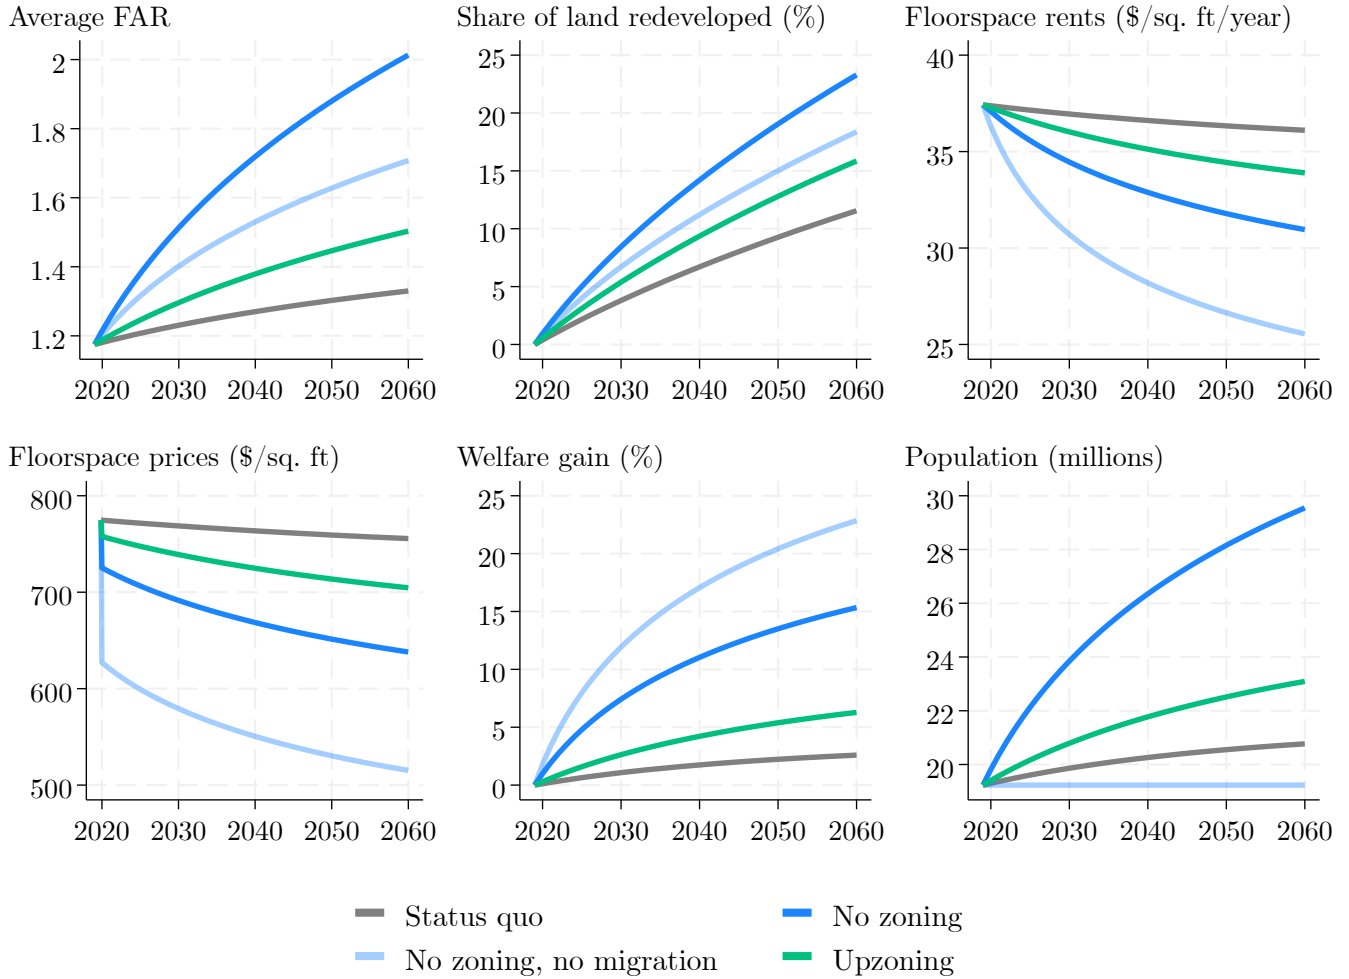 Average FAR
2
1.8
1.6
1.4
1.2
2020 2030 2040 2050 2060
Share of land redeveloped (%)
25
20
15
10
5
0
2020 2030 2040 2050 2060
Floorspace rents ($/sq. ft/year)
40
35
30
25
2020 2030 2040 2050 2060
Floorspace prices ($/sq. ft)
800
700
600
500
2020 2030 2040 2050 2060
Welfare gain (%)
25
20
15
10
5
0
2020 2030 2040 2050 2060
Population (millions)
30
28
26
24
22
20
2020 2030 2040 2050 2060
Status quo
No zoning
No zoning, no migration
Upzoning